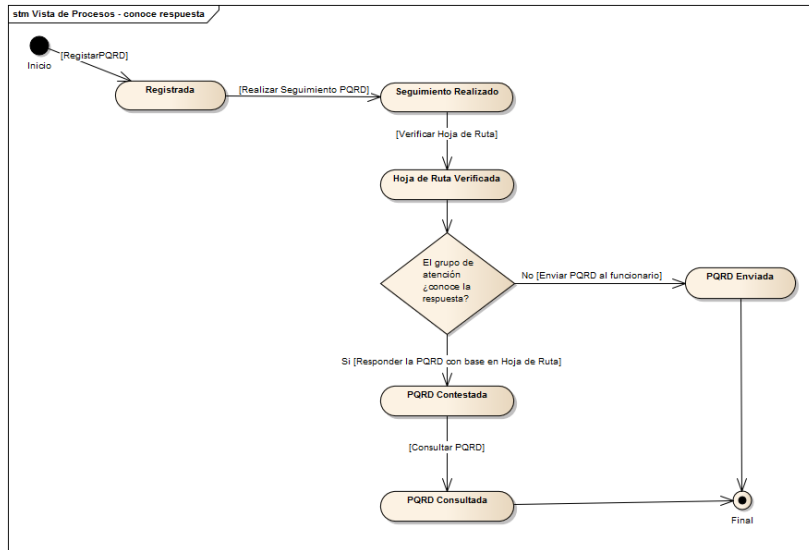 stm Vista de Procesos - conoce respuesta
[RegistarPQRD]
Inicio
Registrada
[Realizar Seguimiento PQRD]
Seguimiento Realizado
[Verificar Hoja de Ruta]
Hoja de Ruta Verificada
El grupo de
atención
¿conoce la
respuesta?
No [Enviar PQRD al funcionario]
PQRD Enviada
Si [Responder la PQRD con base en Hoja de Ruta]
PQRD Contestada
[Consultar PQRD]
PQRD Consultada
Final